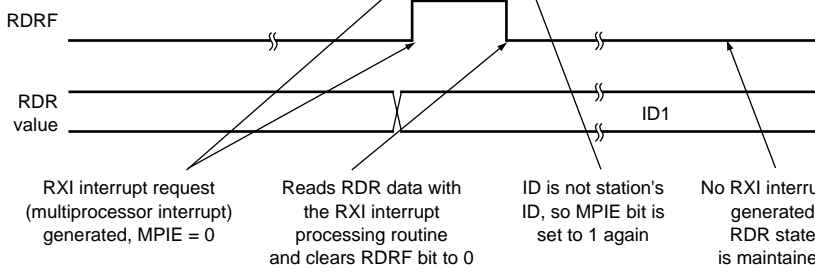 RDRF
RDR
value
ID1
RXI interrupt request
(multiprocessor interrupt)
generated, MPIE = 0
Reads RDR data with
the RXI interrupt
processing routine
and clears RDRF bit to 0
ID is not station's
ID, so MPIE bit is
set to 1 again
No RXI
generated
RDR state
is